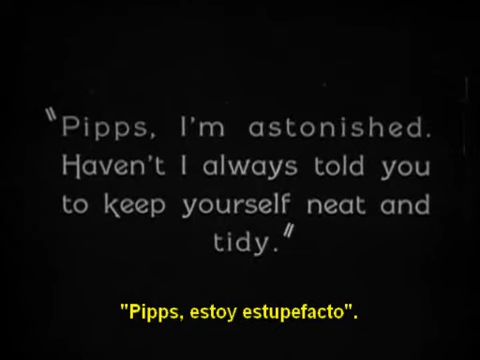 "Pipps, I'm astonished.
Haven't I always told you
to keep yourself neat and
tidy."
"Pipps, estoy estupefacto".